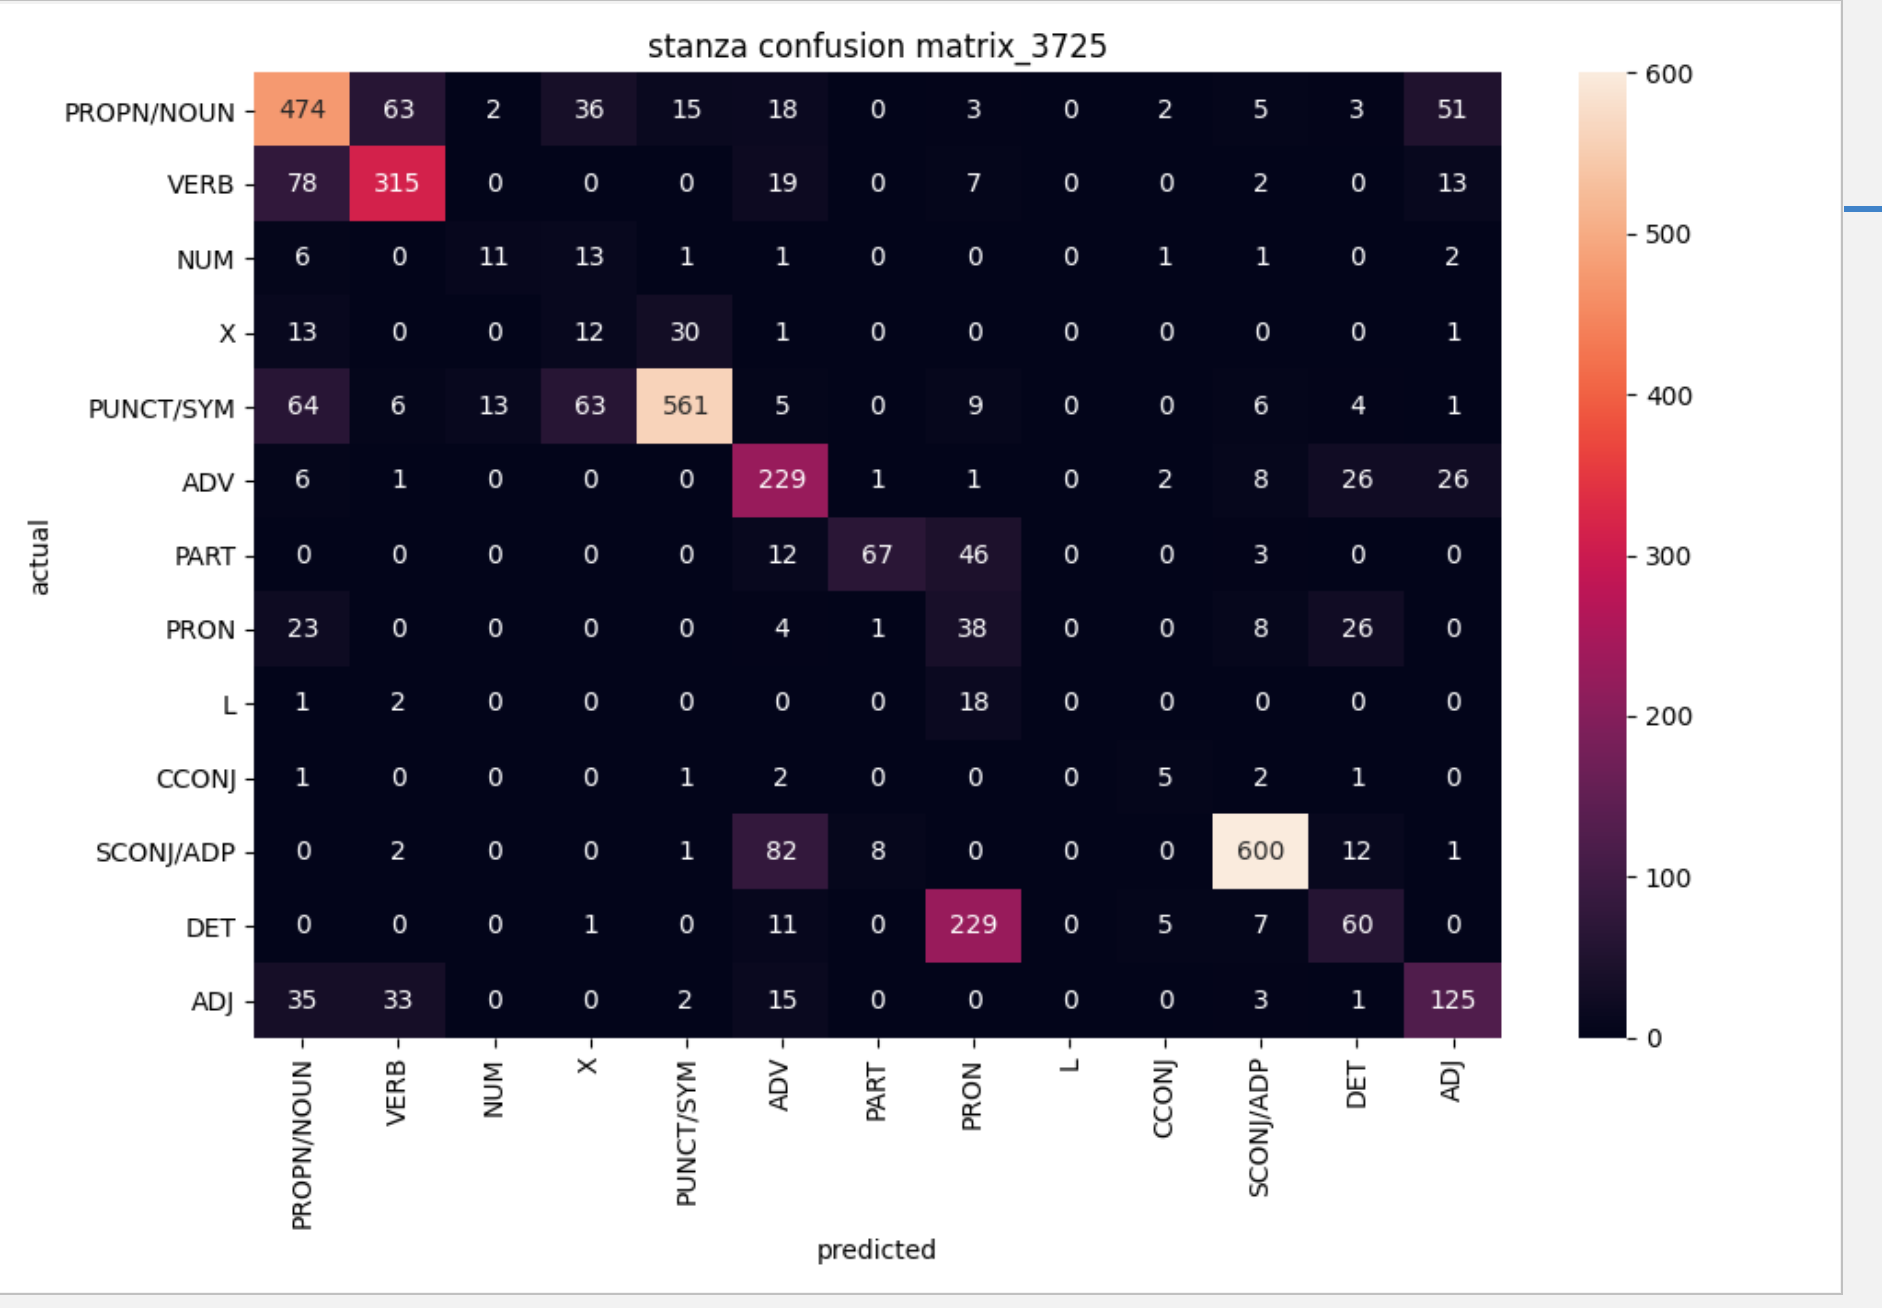 stanza confusion matrix_3725
PROPN/NOUN 474 63 2 36 15 18 0 3 0 2 5 3 51
VERB 78 315 0 0 0 19 0 7 0 0 2 0 13
NUM 6 0 11 13 1 1 0 0 0 1 1 0 2
X 13 0 0 12 30 1 0 0 0 0 0 0 1
PUNCT/SYM 64 6 13 63 561 5 0 9 0 0 6 4 1
ADV 6 1 0 0 0 229 1 1 0 2 8 26 26
PART 0 0 0 0 0 12 67 46 0 0 3 0 0
PRON 23 0 0 0 0 4 1 38 0 0 8 26 0
L 1 2 0 0 0 0 0 18 0 0 0 0 0
CCONJ 1 0 0 0 1 2 0 0 0 5 2 1 0
SCONJ/ADP 0 2 0 0 1 82 8 0 0 0 600 12 1
DET 0 0 0 1 0 11 0 229 0 5 7 60 0
ADJ 35 33 0 0 2 15 0 0 0 0 3 1 125
PROPN/NOUN VERB NUM X PUNCT/SYM ADV PART PRON L CCONJ SCONJ/ADP DET ADJ
predicted
actual
600
500
400
300
200
100
0